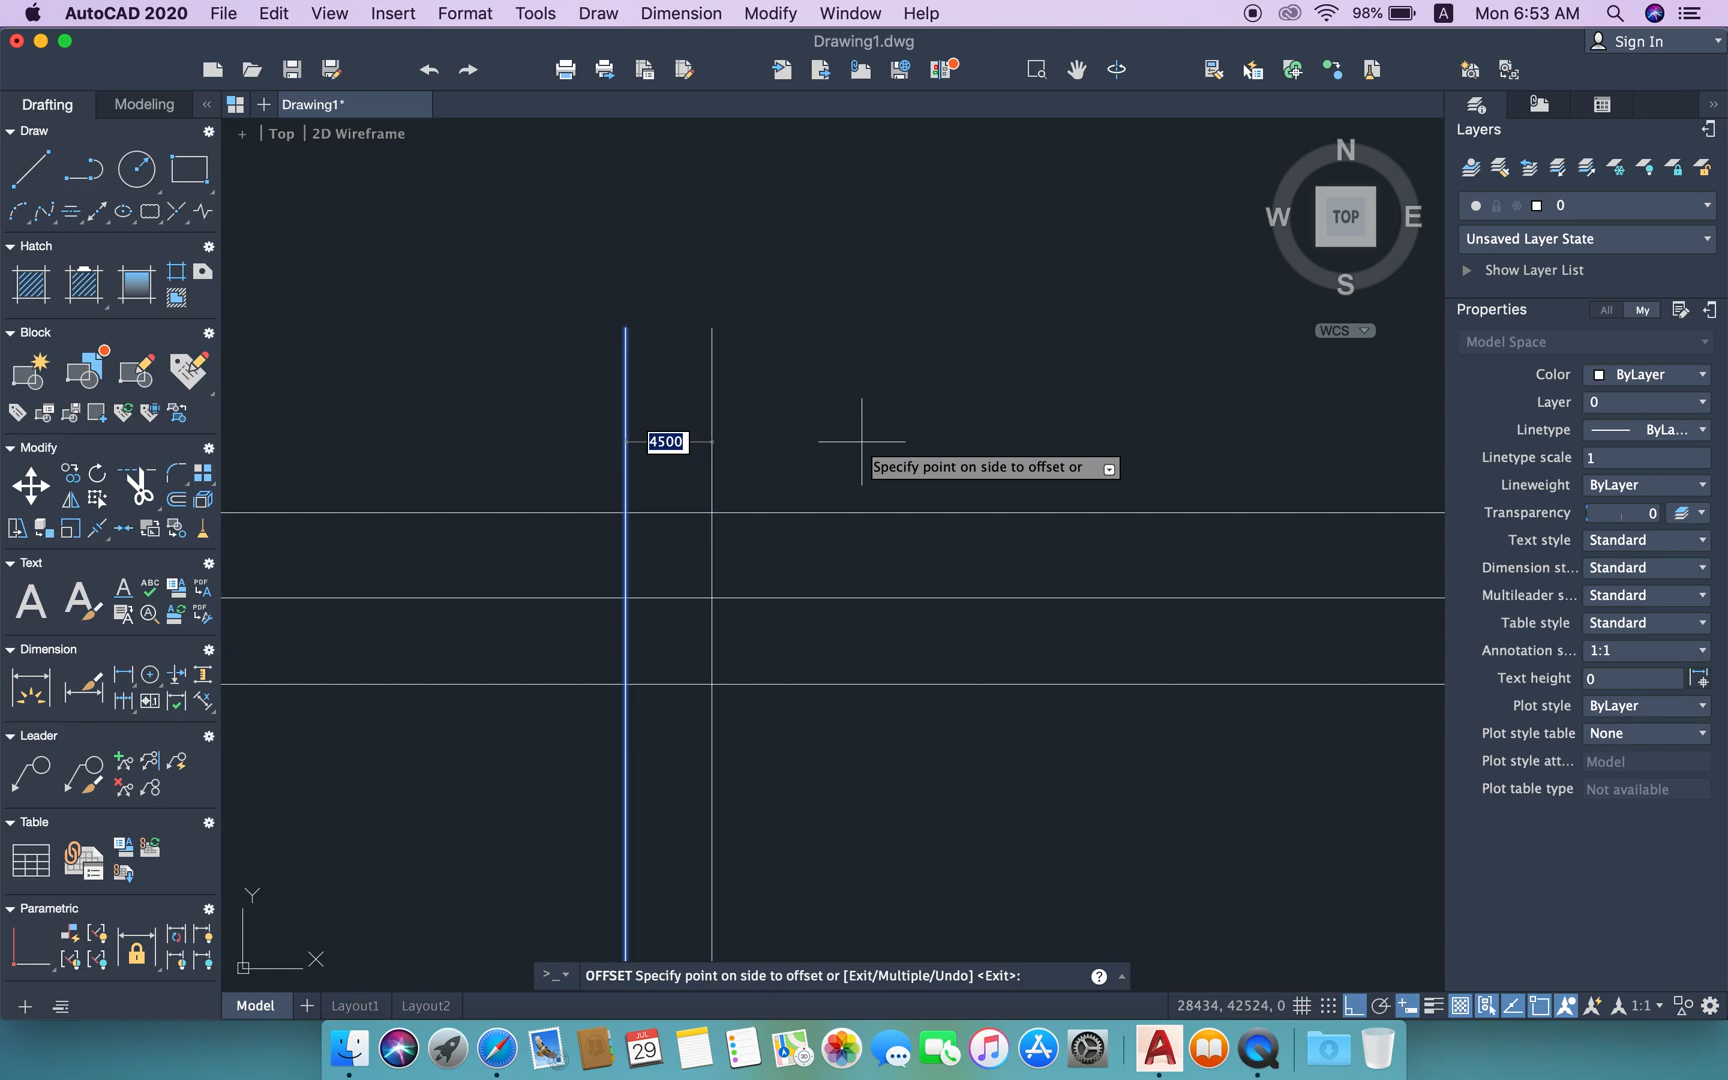 AutoCAD 2020 File Edit View Insert Format Tools Draw Dimension Modify Window Help 98% A Mon 6:53 AM
Drawing1.dwg
Sign In
Drafting Modeling « Drawing1* »
Draw
+ | Top | 2D Wireframe
Layers
N
W TOP E
S
WCS
0
Unsaved Layer State
Show Layer List
Hatch
Block
Modify
Text
Dimension
Leader
Table
Parametric
Properties All My
Model Space
Color ByLayer
Layer 0
Linetype ByLa...
Linetype scale 1
Lineweight ByLayer
Transparency 0
Text style Standard
Dimension st... Standard
Multileader s... Standard
Table style Standard
Annotation s... 1:1
Text height 0
Plot style ByLayer
Plot style table None
Plot style att... Model
Plot table type Not available
4500
Specify point on side to offset or
Y
X
>_ OFFSET Specify point on side to offset or [Exit/Multiple/Undo] <Exit>: ?
Model + Layout1 Layout2 28434, 42524, 0 1:1
JUL
29